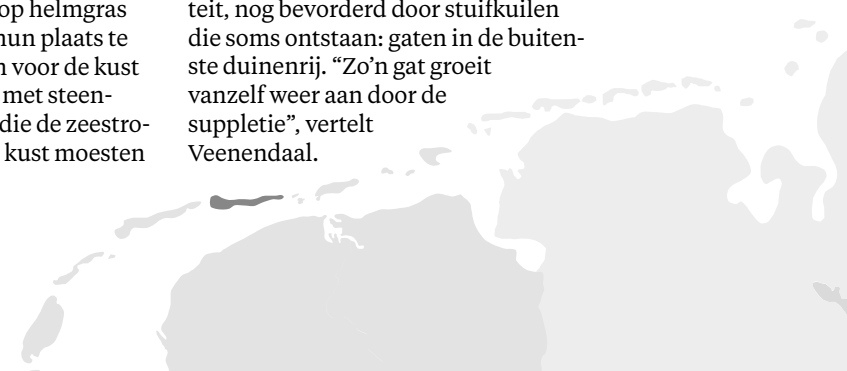 op helmgras
hun plaats te
n voor de kust
met steen-
die de zeestro-
kust moesten
teit, nog bevorderd door stuifkuilen
die soms ontstaan: gaten in de buiten-
ste duinenrij. “Zo’n gat groeit
vanzelf weer aan door de
suppletie”, vertelt
Veenendaal.